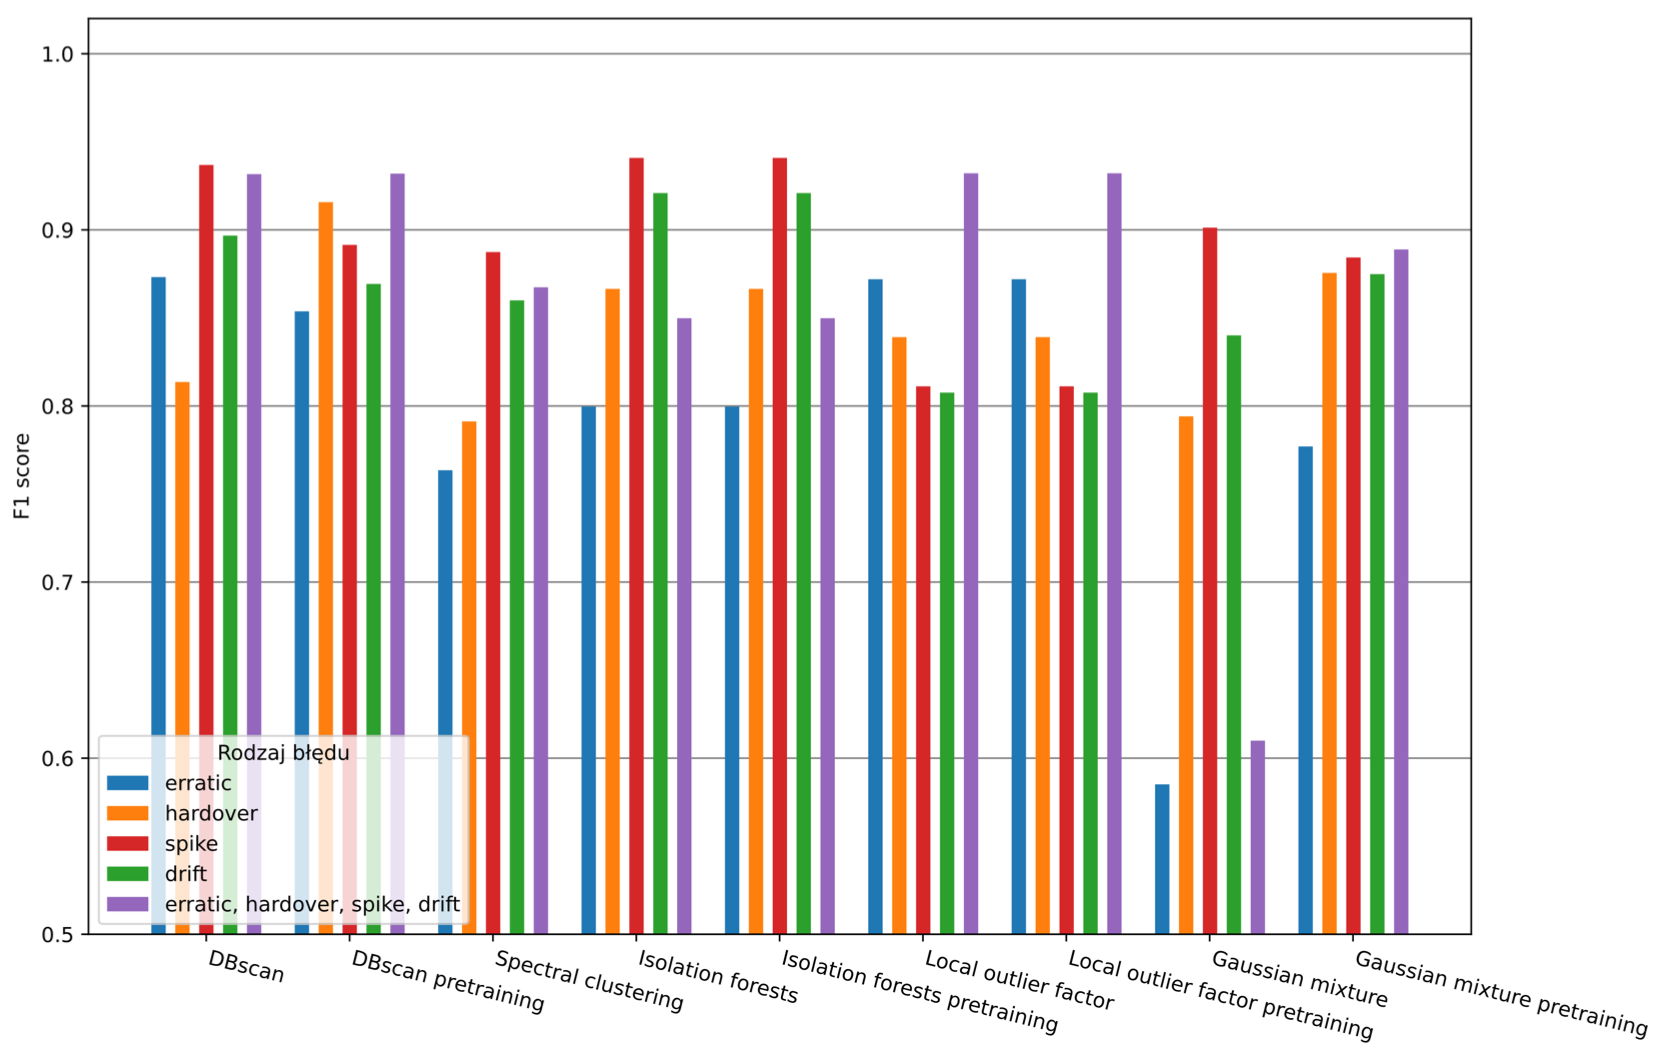 1.0
0.9
0.8
0.7
0.6
0.5
F1 score
Rodzaj błędu
erratic
hardover
spike
drift
erratic, hardover, spike, drift
DBscan
DBscan pretraining
Spectral clustering
Isolation forests
Isolation forests pretraining
Local outlier factor
Local outlier factor pretraining
Gaussian mixture
Gaussian mixture pretraining